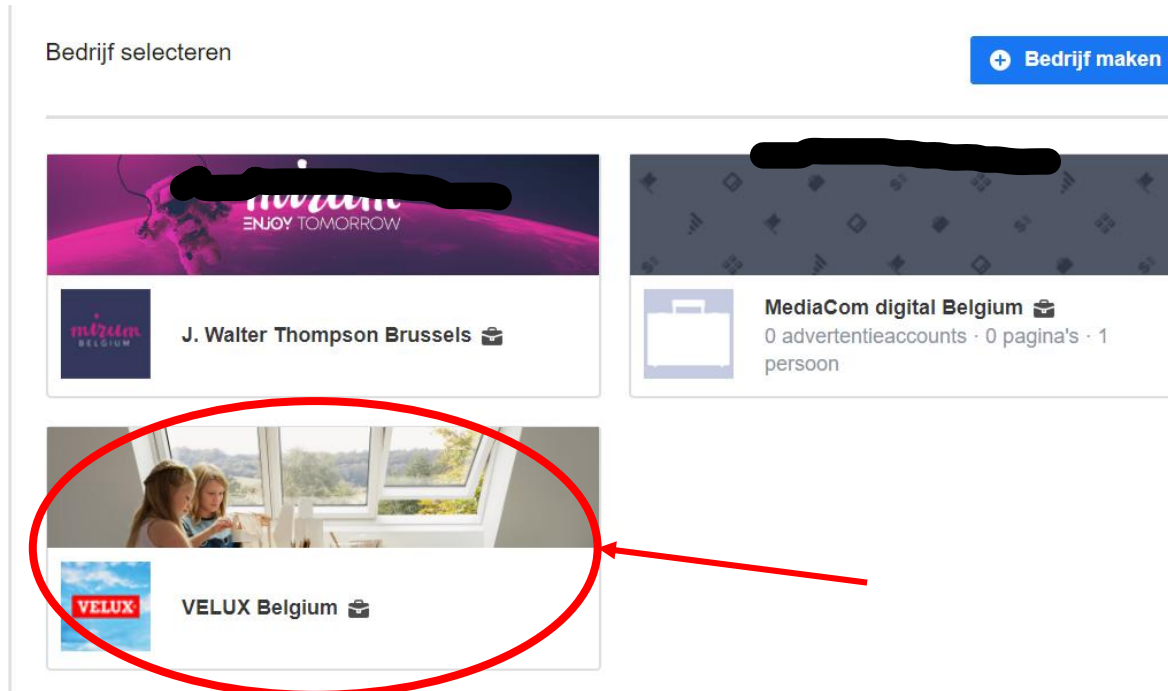 Bedrijf selecteren
Bedrijf maken
ENJOY TOMORROW
mirum
BELGIUM
J. Walter Thompson Brussels
MediaCom digital Belgium
0 advertentieaccounts · 0 pagina's · 1
persoon
VELUX
VELUX Belgium